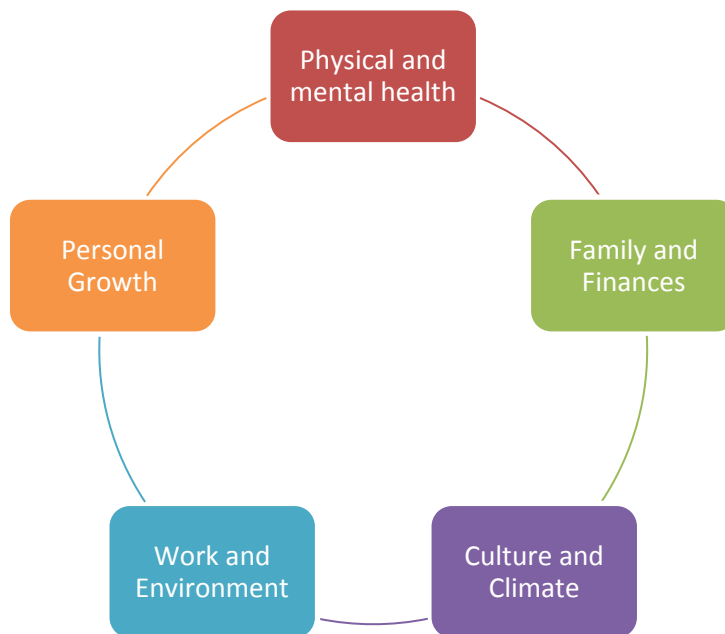 Physical and
mental health
Family and
Finances
Culture and
Climate
Work and
Environment
Personal
Growth